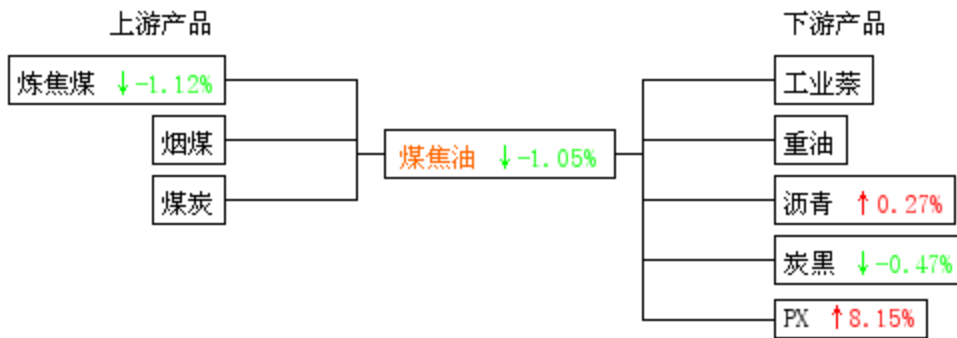 上游产品
下游产品
炼焦煤 ↓-1.12%
烟煤
煤炭
煤焦油 ↓-1.05%
工业萘
重油
沥青 ↑0.27%
炭黑 ↓-0.47%
PX ↑8.15%